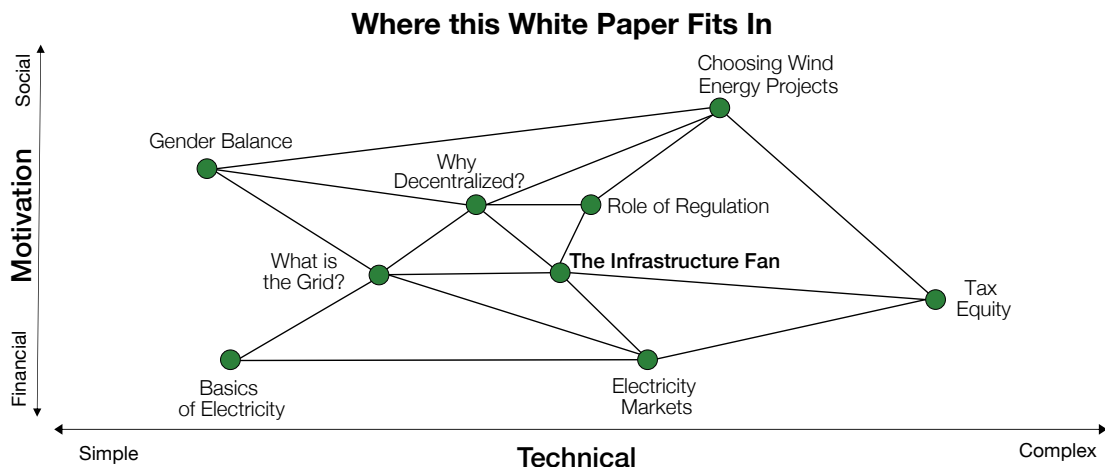 Where this White Paper Fits In
Social
Motivation
Financial
Choosing Wind
Energy Projects
Gender Balance
Why
Decentralized?
Role of Regulation
What is
the Grid?
The Infrastructure Fan
Tax
Equity
Basics
of Electricity
Electricity
Markets
Simple
Technical
Complex